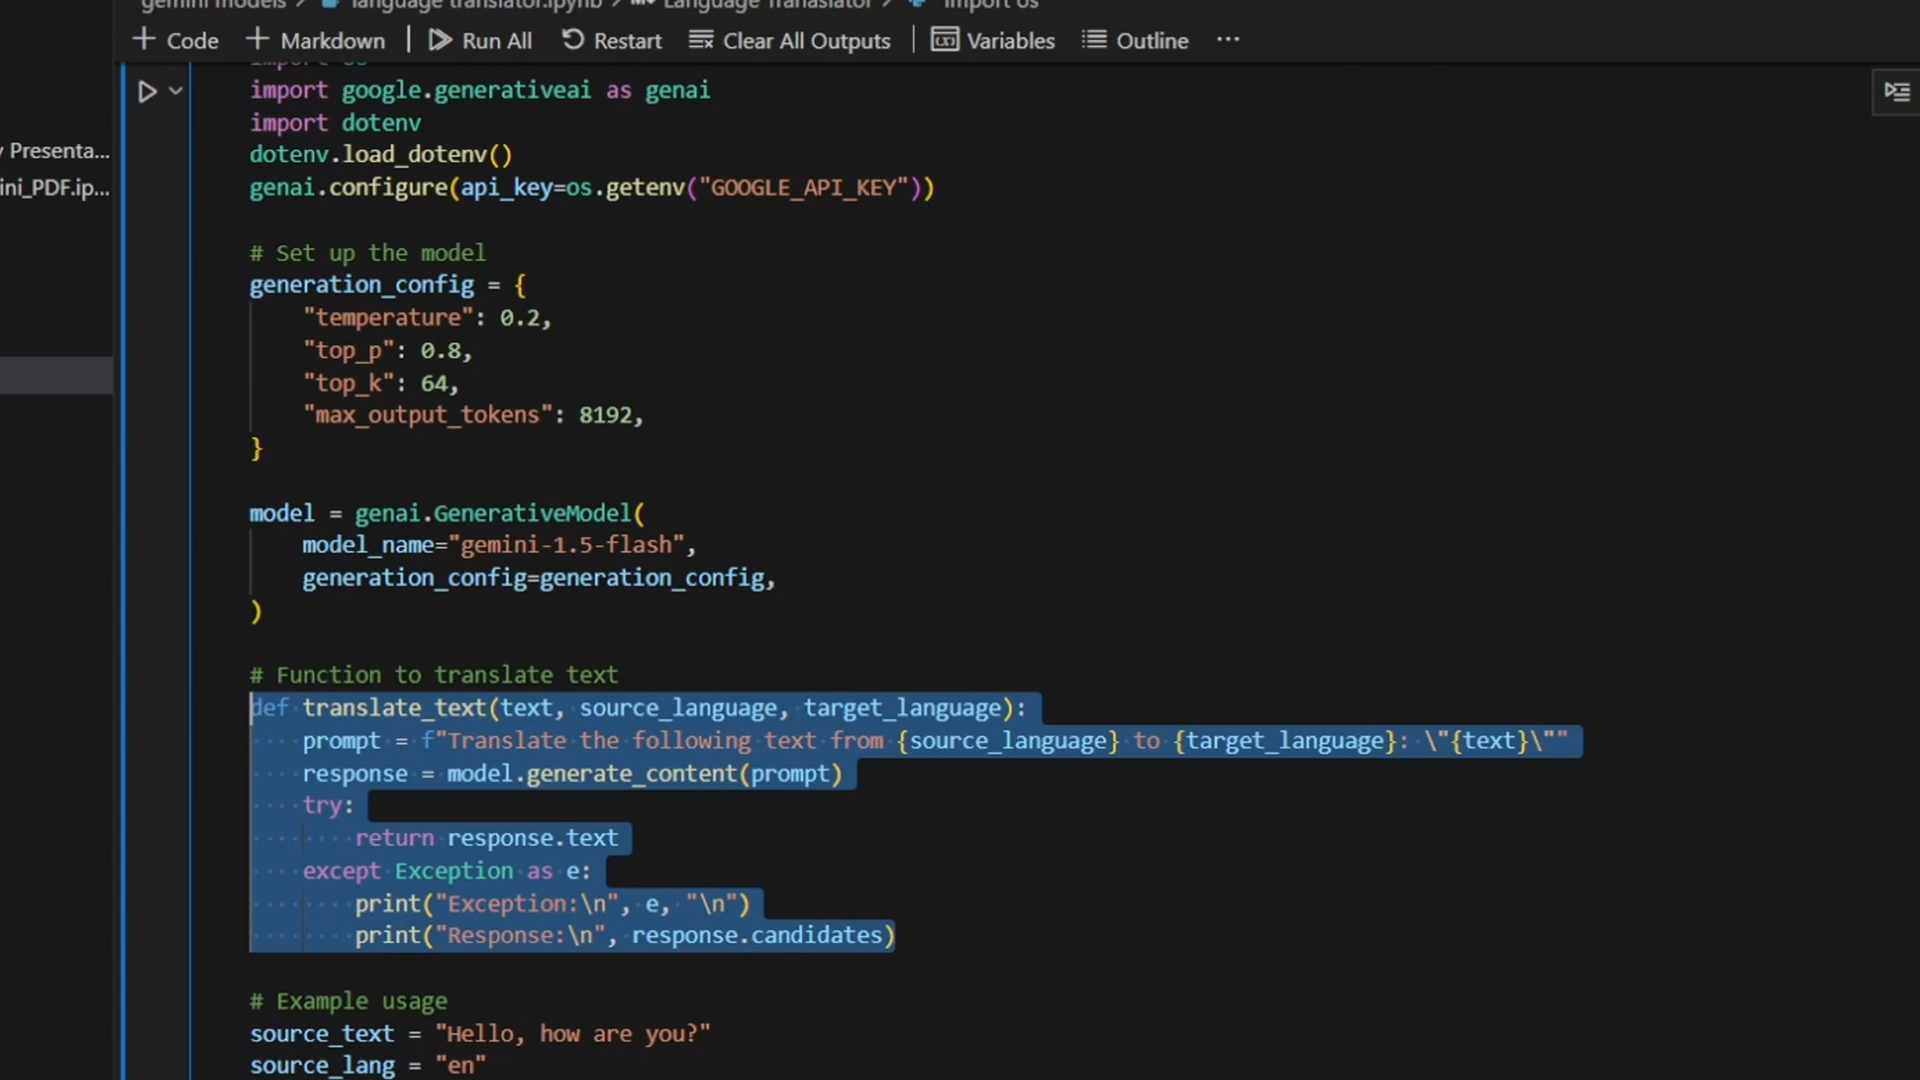 gemini models > language translator.ipynb > Language Tranaslator > import os
+ Code + Markdown | Run All Restart Clear All Outputs | Variables Outline ...
import os
import google.generativeai as genai
import dotenv
y Presenta...
dotenv.load_dotenv()
ini_PDF.ip...
genai.configure(api_key=os.getenv("GOOGLE_API_KEY"))
# Set up the model
generation_config = {
"temperature": 0.2,
"top_p": 0.8,
"top_k": 64,
"max_output_tokens": 8192,
}
model = genai.GenerativeModel(
model_name="gemini-1.5-flash",
generation_config=generation_config,
)
# Function to translate text
def translate_text(text, source_language, target_language):
prompt = f"Translate the following text from {source_language} to {target_language}: \"{text}\""
response = model.generate_content(prompt)
try:
return response.text
except Exception as e:
print("Exception:\n", e, "\n")
print("Response:\n", response.candidates)
# Example usage
source_text = "Hello, how are you?"
source_lang = "en"